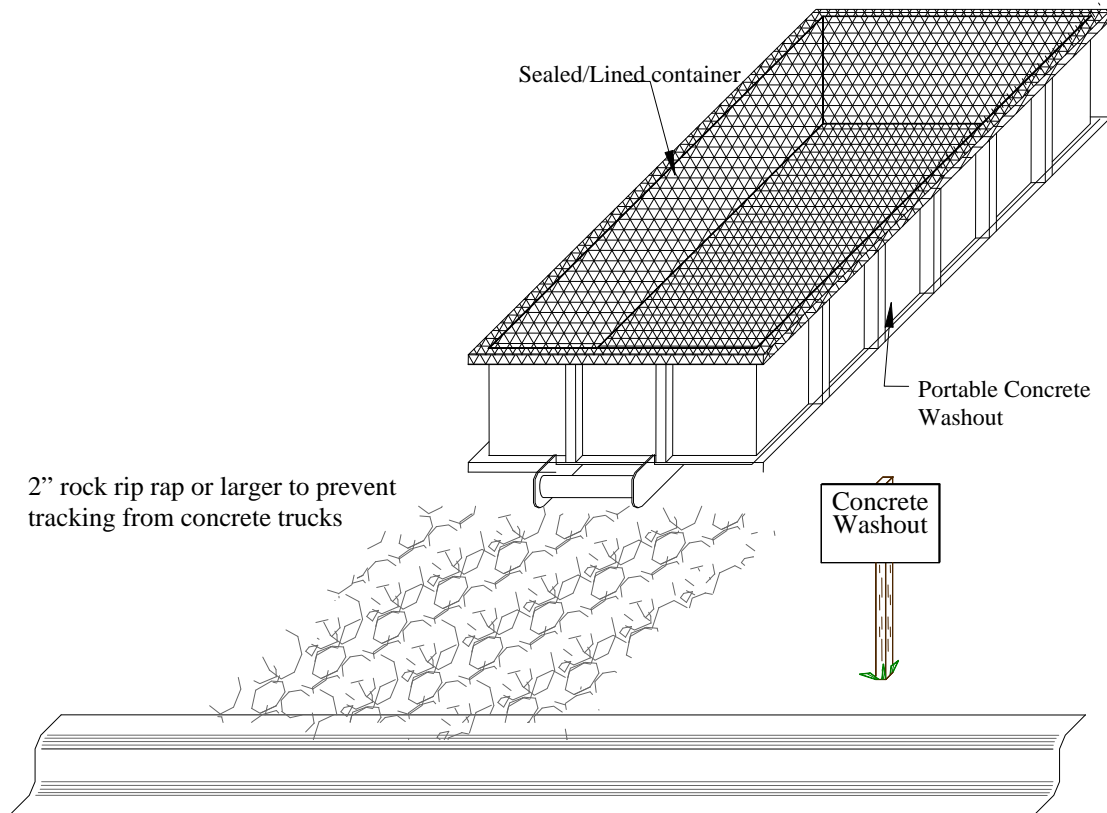 Sealed/Lined container
Portable Concrete
Washout
2” rock rip rap or larger to prevent
tracking from concrete trucks
Concrete
Washout